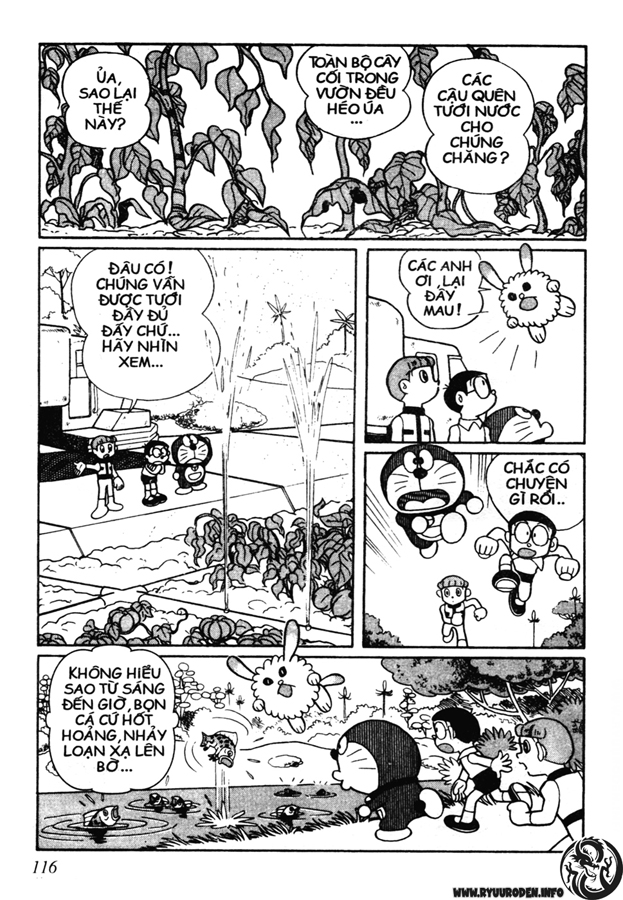 ỦA,
SAO LẠI
THẾ
NÀY?
TOÀN BỘ CÂY
CỐI TRONG
VƯỜN ĐỀU
HÉO ÚA
...
CÁC
CẬU QUÊN
TƯỚI NƯỚC
CHO
CHÚNG
CHĂNG?
ĐÂU CÓ!
CHÚNG VẪN
ĐƯỢC TƯỚI
ĐẦY ĐỦ
ĐẤY CHỨ...
HÃY NHÌN
XEM...
CÁC ANH
ƠI, LẠI
ĐÂY
MAU!
CHẮC CÓ
CHUYỆN
GÌ RỒI..
KHÔNG HIỂU
SAO TỪ SÁNG
ĐẾN GIỜ, BỌN
CÁ CỨ HỐT
HOẢNG, NHẢY
LOẠN XẠ LÊN
BỜ...
116
WWW.RYUURODEN.INFO